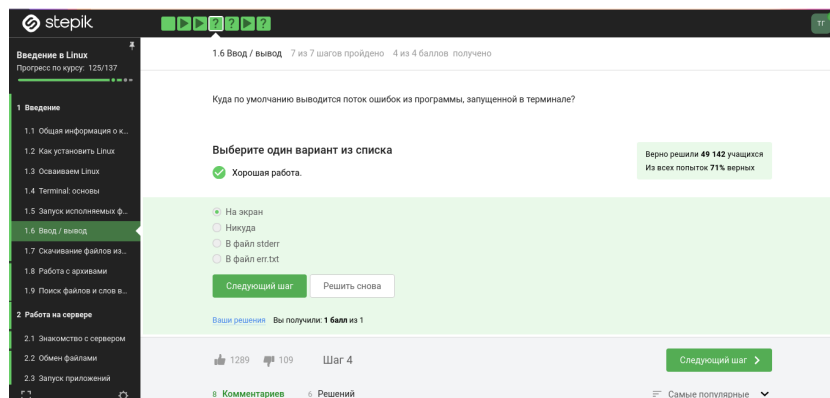 stepik
? ? ?
ТГ
Введение в Linux
Прогресс по курсу: 125/137
1 Введение
1.1 Общая информация о к...
1.2 Как установить Linux
1.3 Осваиваем Linux
1.4 Terminal: основы
1.5 Запуск исполняемых ф...
1.6 Ввод / вывод
1.7 Скачивание файлов из...
1.8 Работа с архивами
1.9 Поиск файлов и слов в...
2 Работа на сервере
2.1 Знакомство с сервером
2.2 Обмен файлами
2.3 Запуск приложений
1.6 Ввод / вывод 7 из 7 шагов пройдено 4 из 4 баллов получено
Куда по умолчанию выводится поток ошибок из программы, запущенной в терминале?
Выберите один вариант из списка
Хорошая работа.
Верно решили 49 142 учащихся
Из всех попыток 71% верных
На экран
Никуда
В файл stderr
В файл err.txt
Следующий шаг Решить снова
Ваши решения Вы получили: 1 балл из 1
1289 109 Шаг 4 Следующий шаг
8 Комментариев 6 Решений Самые популярные